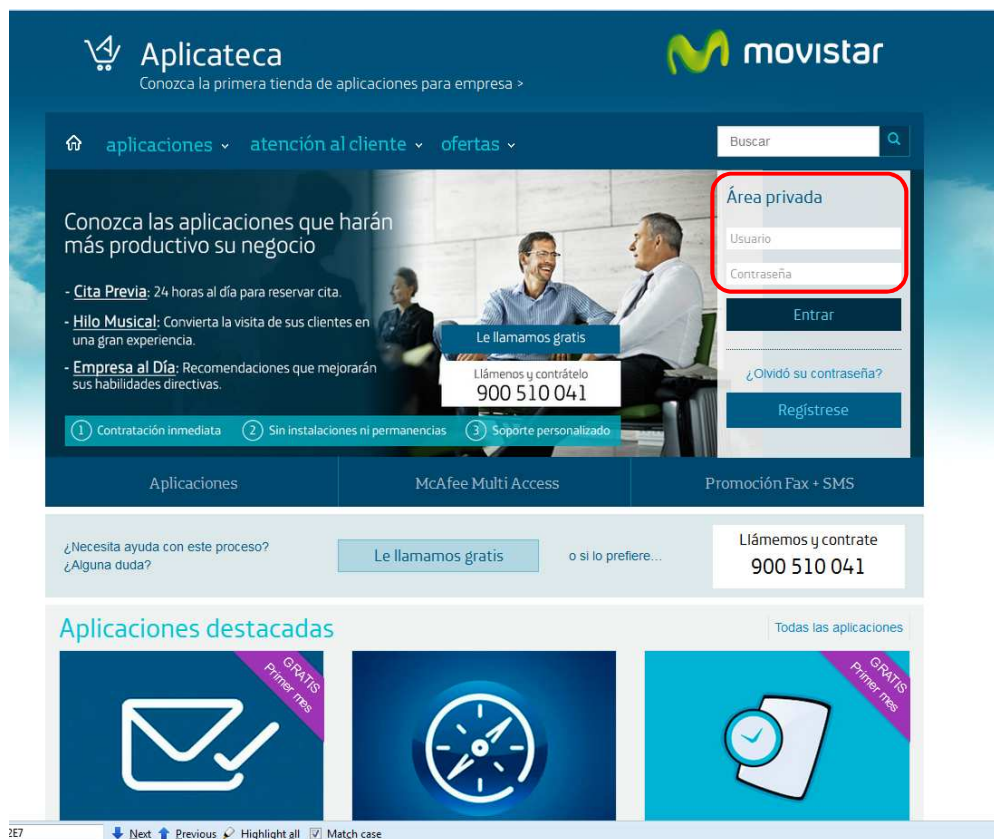 Aplicateca
Conozca la primera tienda de aplicaciones para empresa >
movistar
aplicaciones
atención al cliente
ofertas
Buscar
Conozca las aplicaciones que harán
más productivo su negocio
- Cita Previa: 24 horas al día para reservar cita.
- Hilo Musical: Convierta la visita de sus clientes en
una gran experiencia.
- Empresa al Día: Recomendaciones que mejorarán
sus habilidades directivas.
Le llamamos gratis
Llámenos y contrátelo
900 510 041
1 Contratación inmediata
2 Sin instalaciones ni permanencias
3 Soporte personalizado
Área privada
Usuario
Contraseña
Entrar
¿Olvidó su contraseña?
Regístrese
Aplicaciones
McAfee Multi Access
Promoción Fax + SMS
¿Necesita ayuda con este proceso?
¿Alguna duda?
Le llamamos gratis
o si lo prefiere...
Llámemos y contrate
900 510 041
Aplicaciones destacadas
Todas las aplicaciones
GRATIS
Primer mes
GRATIS
Primer mes
2E7
Next Previous Highlight all Match case